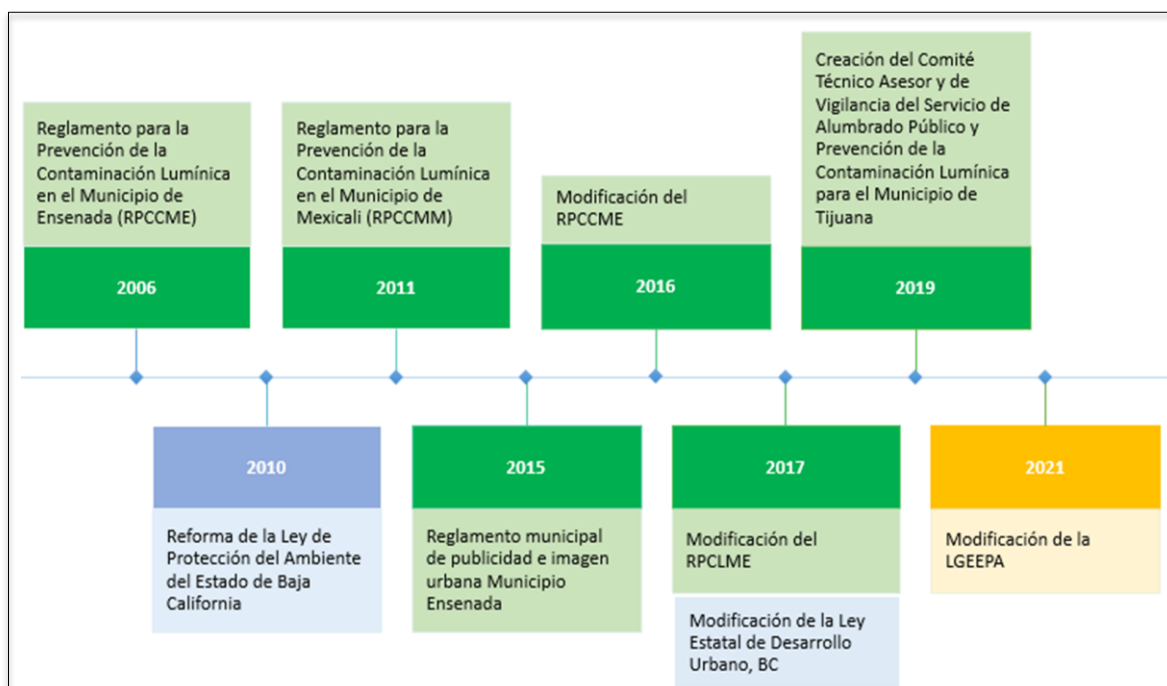 Reglamento para la
Prevención de la
Contaminación Lumínica
en el Municipio de
Ensenada (RPCCME)
2006
2010
Reforma de la Ley de
Protección del Ambiente
del Estado de Baja
California
Reglamento para la
Prevención de la
Contaminación Lumínica
en el Municipio de
Mexicali (RPCCMM)
2011
2015
Reglamento municipal
de publicidad e imagen
urbana Municipio
Ensenada
Modificación del
RPCCME
2016
2017
Modificación del
RPCLME
Modificación de la Ley
Estatal de Desarrollo
Urbano, BC
Creación del Comité
Técnico Asesor y de
Vigilancia del Servicio de
Alumbrado Público y
Prevención de la
Contaminación Lumínica
para el Municipio de
Tijuana
2019
2021
Modificación de la
LGEEPA